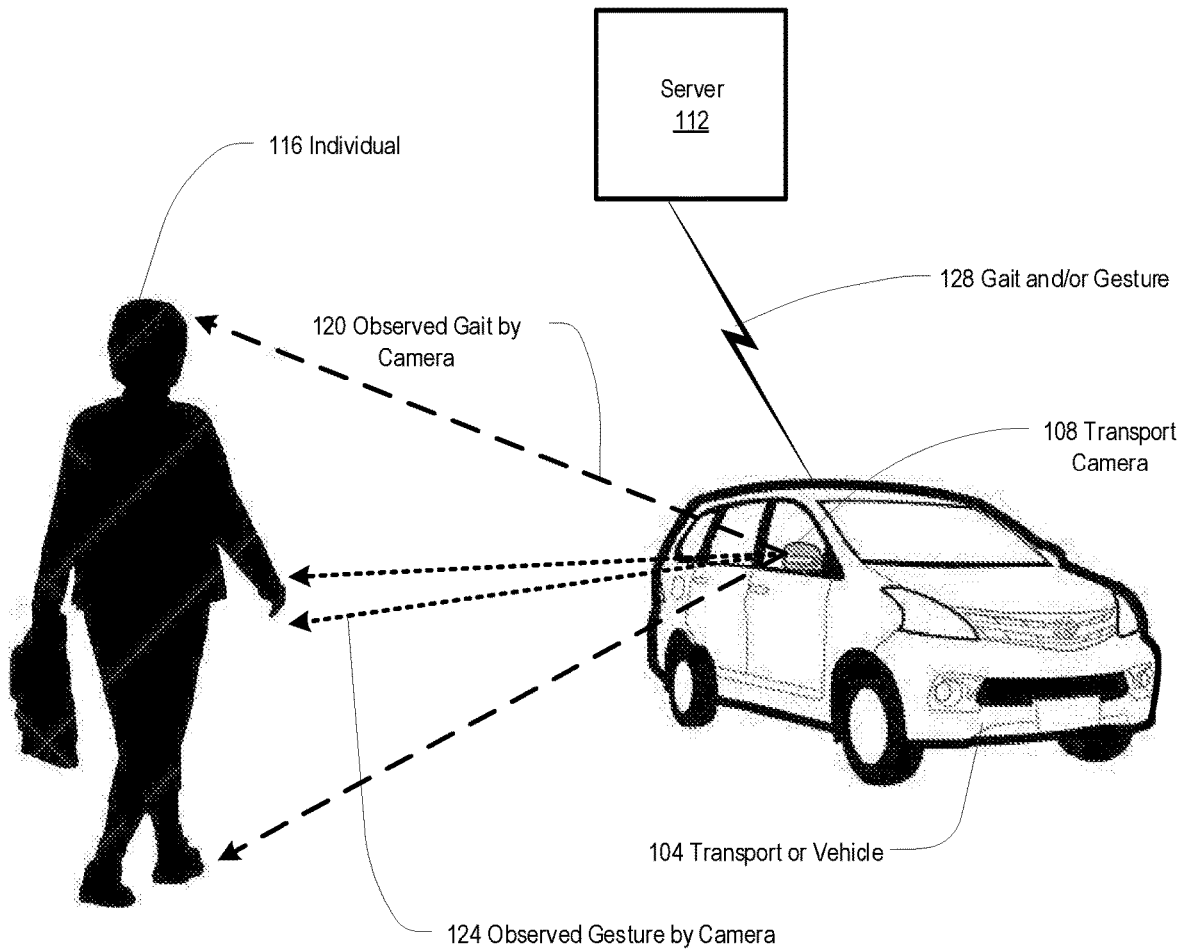 Server
112
116 Individual
128 Gait and/or Gesture
120 Observed Gait by
Camera
108 Transport
Camera
104 Transport or Vehicle
124 Observed Gesture by Camera